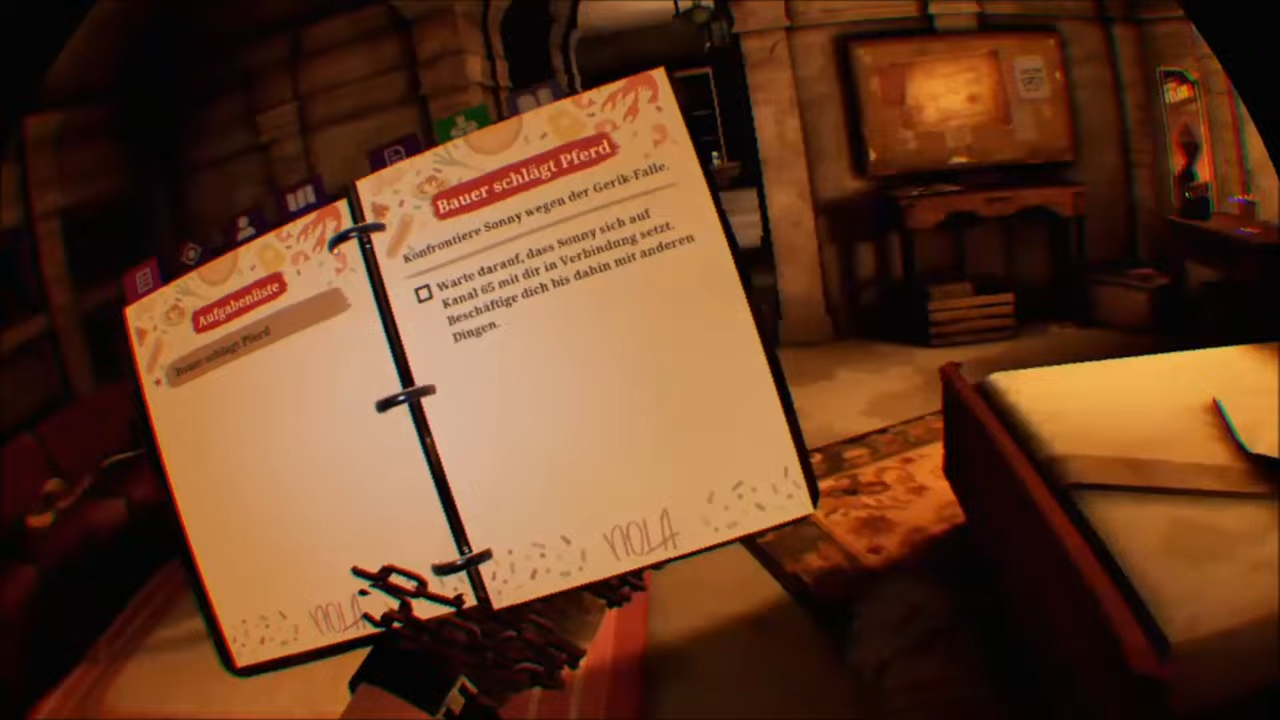 Aufgabenliste
Bauer schlägt Pferd
NOLA
Bauer schlägt Pferd
Konfrontiere Sonny wegen der Gerik-Falle.
Warte darauf, dass Sonny sich auf
Kanal 65 mit dir in Verbindung setzt.
Beschäftige dich bis dahin mit anderen
Dingen.
NOLA